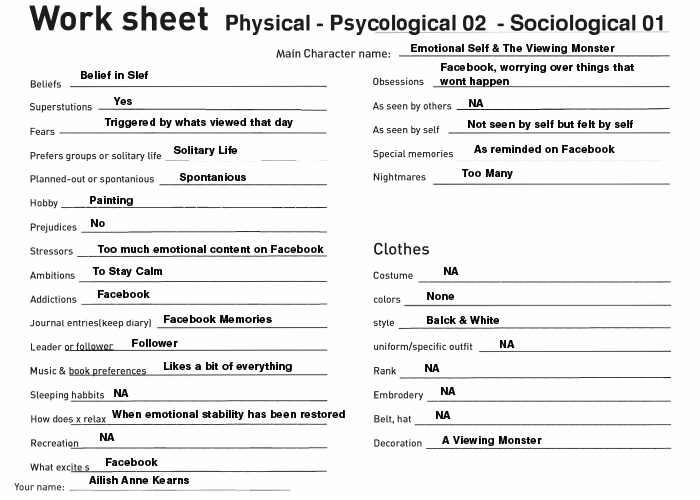 Work sheet Physical - Psycological 02 - Sociological 01
Main Character name: Emotional Self & The Viewing Monster
Beliefs Belief in Slef
Superstutions Yes
Fears Triggered by whats viewed that day
Prefers groups or solitary life Solitary Life
Planned-out or spontanious Spontanious
Hobby Painting
Prejudices No
Stressors Too much emotional content on Facebook
Ambitions To Stay Calm
Addictions Facebook
Journal entries(keep diary) Facebook Memories
Leader or follower Follower
Music & book preferences Likes a bit of everything
Sleeping habbits NA
How does x relax When emotional stability has been restored
Recreation NA
What excites Facebook
Your name: Ailish Anne Kearns
Obsessions Facebook, worrying over things that
wont happen
As seen by others NA
As seen by self Not seen by self but felt by self
Special memories As reminded on Facebook
Nightmares Too Many
Clothes
Costume NA
colors None
style Balck & White
uniform/specific outfit NA
Rank NA
Embrodery NA
Belt, hat NA
Decoration A Viewing Monster